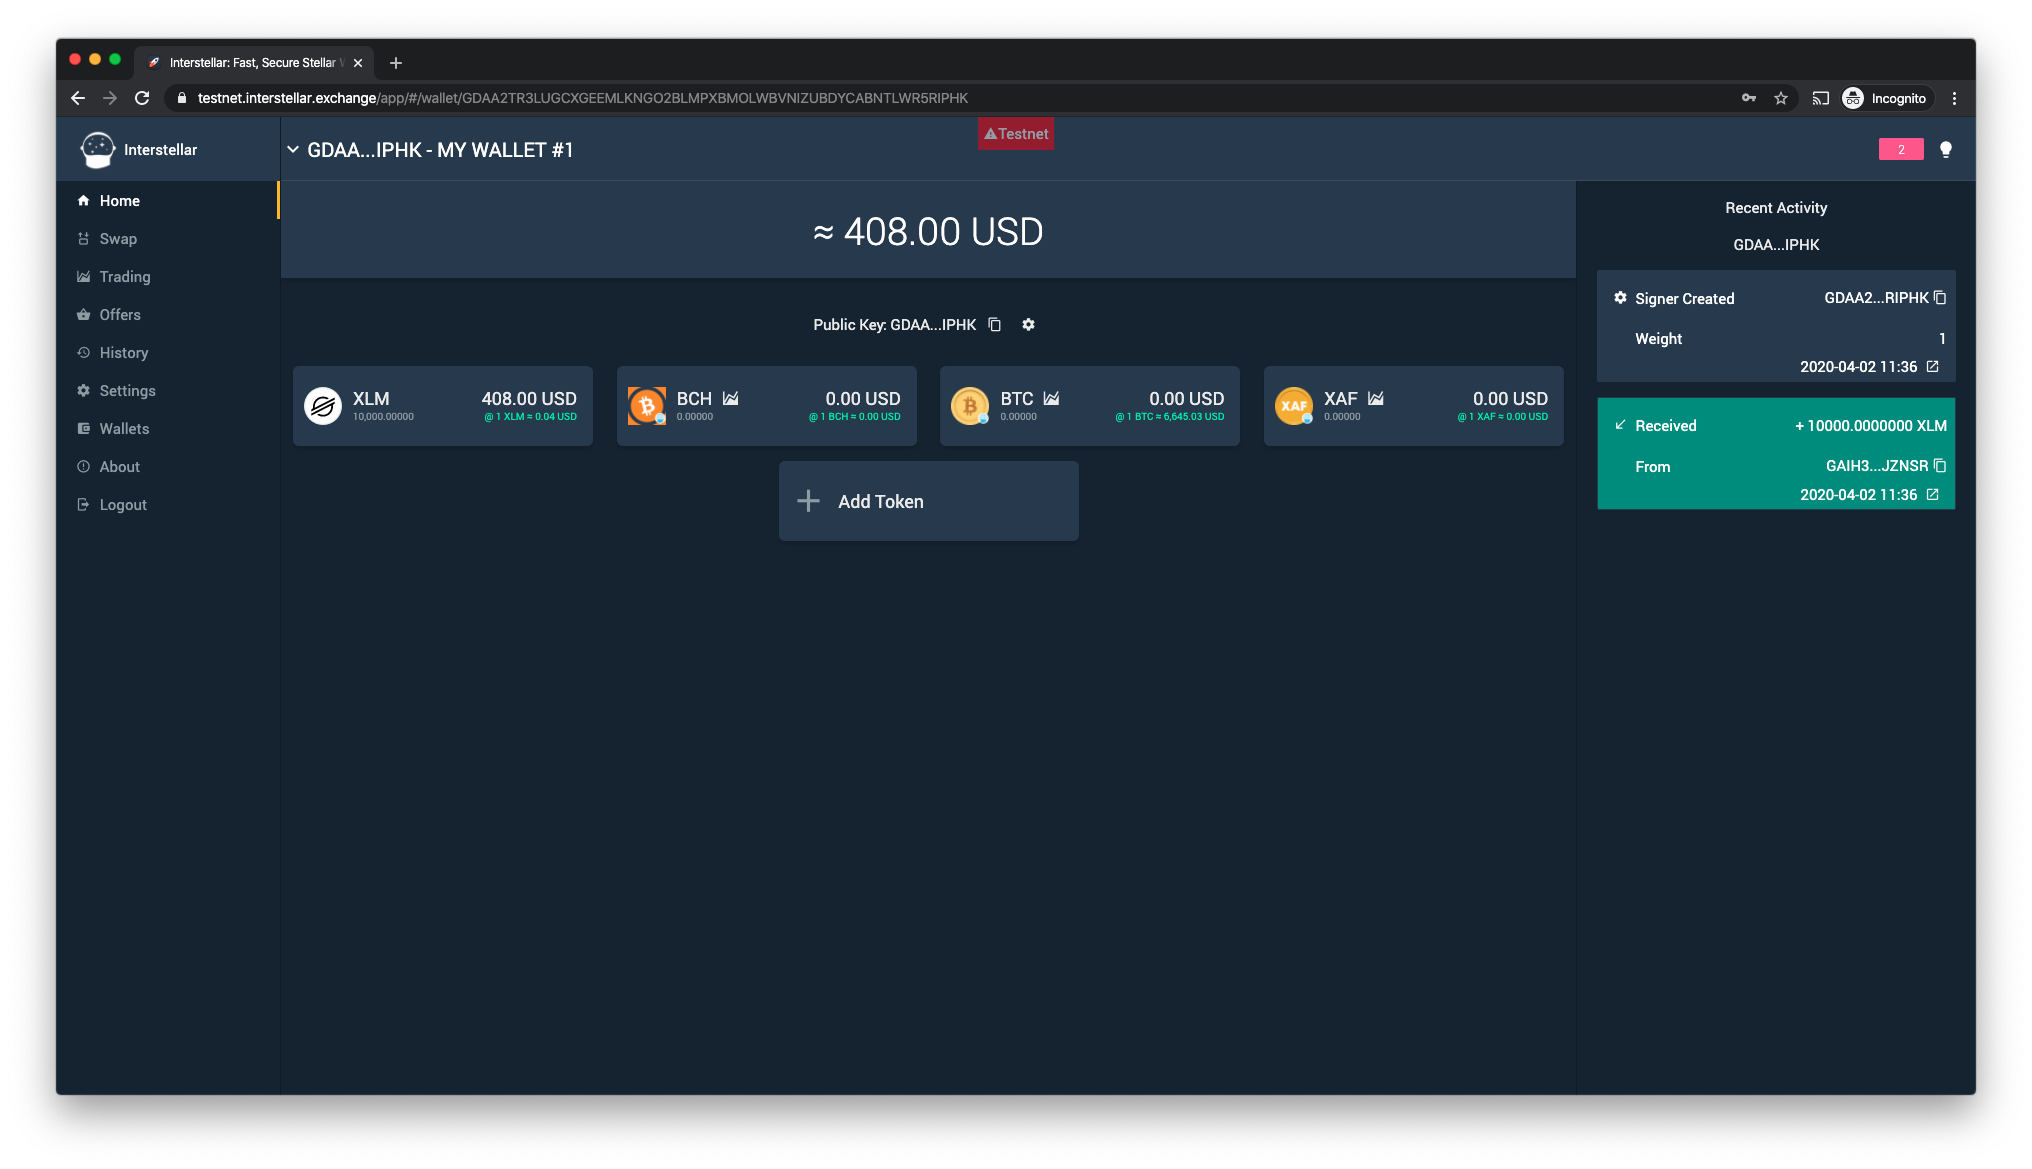 Interstellar: Fast, Secure Stellar
testnet.interstellar.exchange/app/#/wallet/GDAA2TR3LUGCXGEEMLKNGO2BLMPXBMOLWBVNIZUBDYCABNTLWR5RIPHK
Incognito
Interstellar
GDAA...IPHK - MY WALLET #1
Testnet
2
Home
Swap
Trading
Offers
History
Settings
Wallets
About
Logout
≈ 408.00 USD
Public Key: GDAA...IPHK
XLM 408.00 USD
10,000.00000 @ 1 XLM ≈ 0.04 USD
BCH 0.00 USD
0.00000 @ 1 BCH ≈ 0.00 USD
BTC 0.00 USD
0.00000 @ 1 BTC ≈ 6,645.03 USD
XAF XAF 0.00 USD
0.00000 @ 1 XAF ≈ 0.00 USD
Add Token
Recent Activity
GDAA...IPHK
Signer Created GDAA2...RIPHK
Weight 1
2020-04-02 11:36
Received + 10000.0000000 XLM
From GAIH3...JZNSR
2020-04-02 11:36